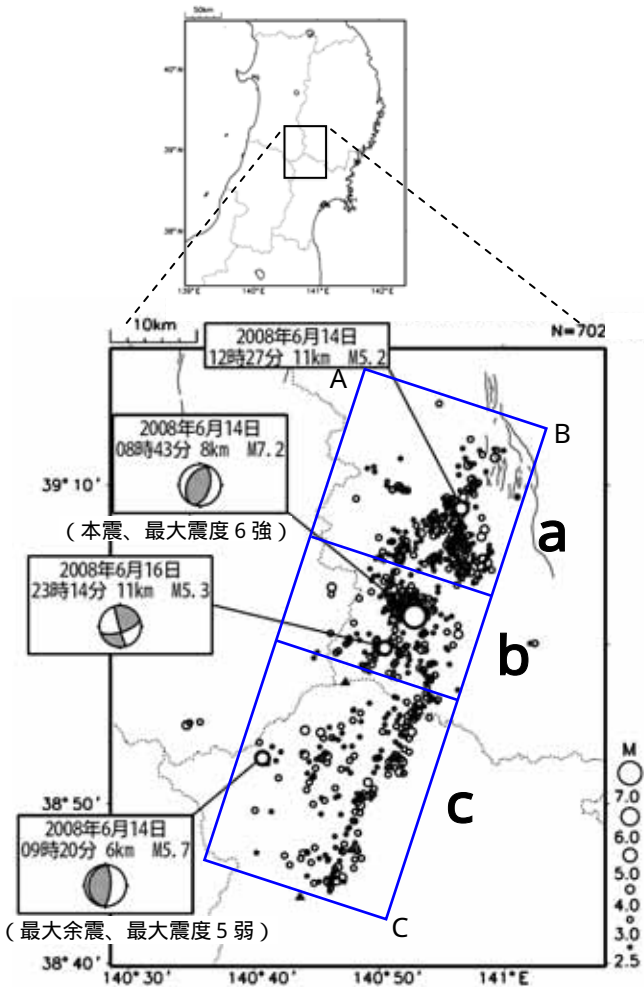 50km
40°N
39°N
38°N
139°E
140°E
141°E
142°E
10km
N=702
2008年6月14日
12時27分 11km M5.2
A
B
2008年6月14日
08時43分 8km M7.2
(本震、最大震度6強)
39°10'
a
2008年6月16日
23時14分 11km M5.3
b
c
38°50'
2008年6月14日
09時20分 6km M5.7
(最大余震、最大震度5弱)
C
M
7.0
6.0
5.0
4.0
3.0
2.5
38°40'
140°30'
140°40'
140°50'
141°E